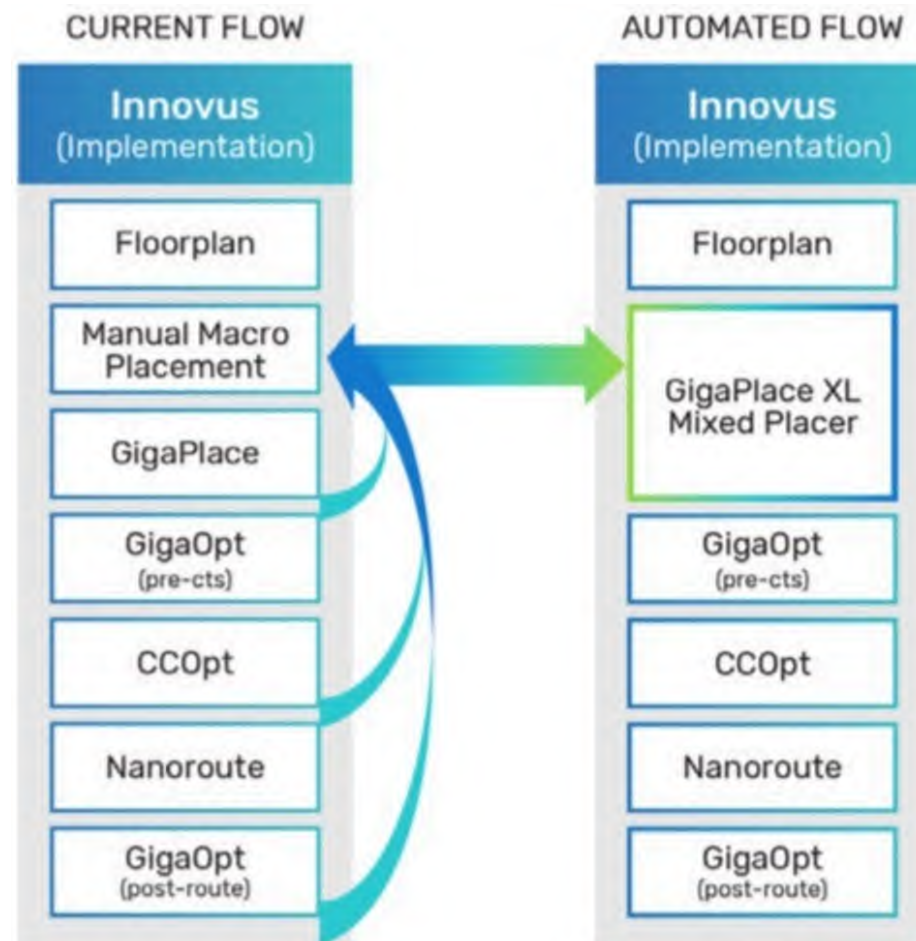 CURRENT FLOW
Innovus
(Implementation)
Floorplan
Manual Macro
Placement
GigaPlace
GigaOpt
(pre-cts)
CCOpt
Nanoroute
GigaOpt
(post-route)
AUTOMATED FLOW
Innovus
(Implementation)
Floorplan
GigaPlace XL
Mixed Placer
GigaOpt
(pre-cts)
CCOpt
Nanoroute
GigaOpt
(post-route)